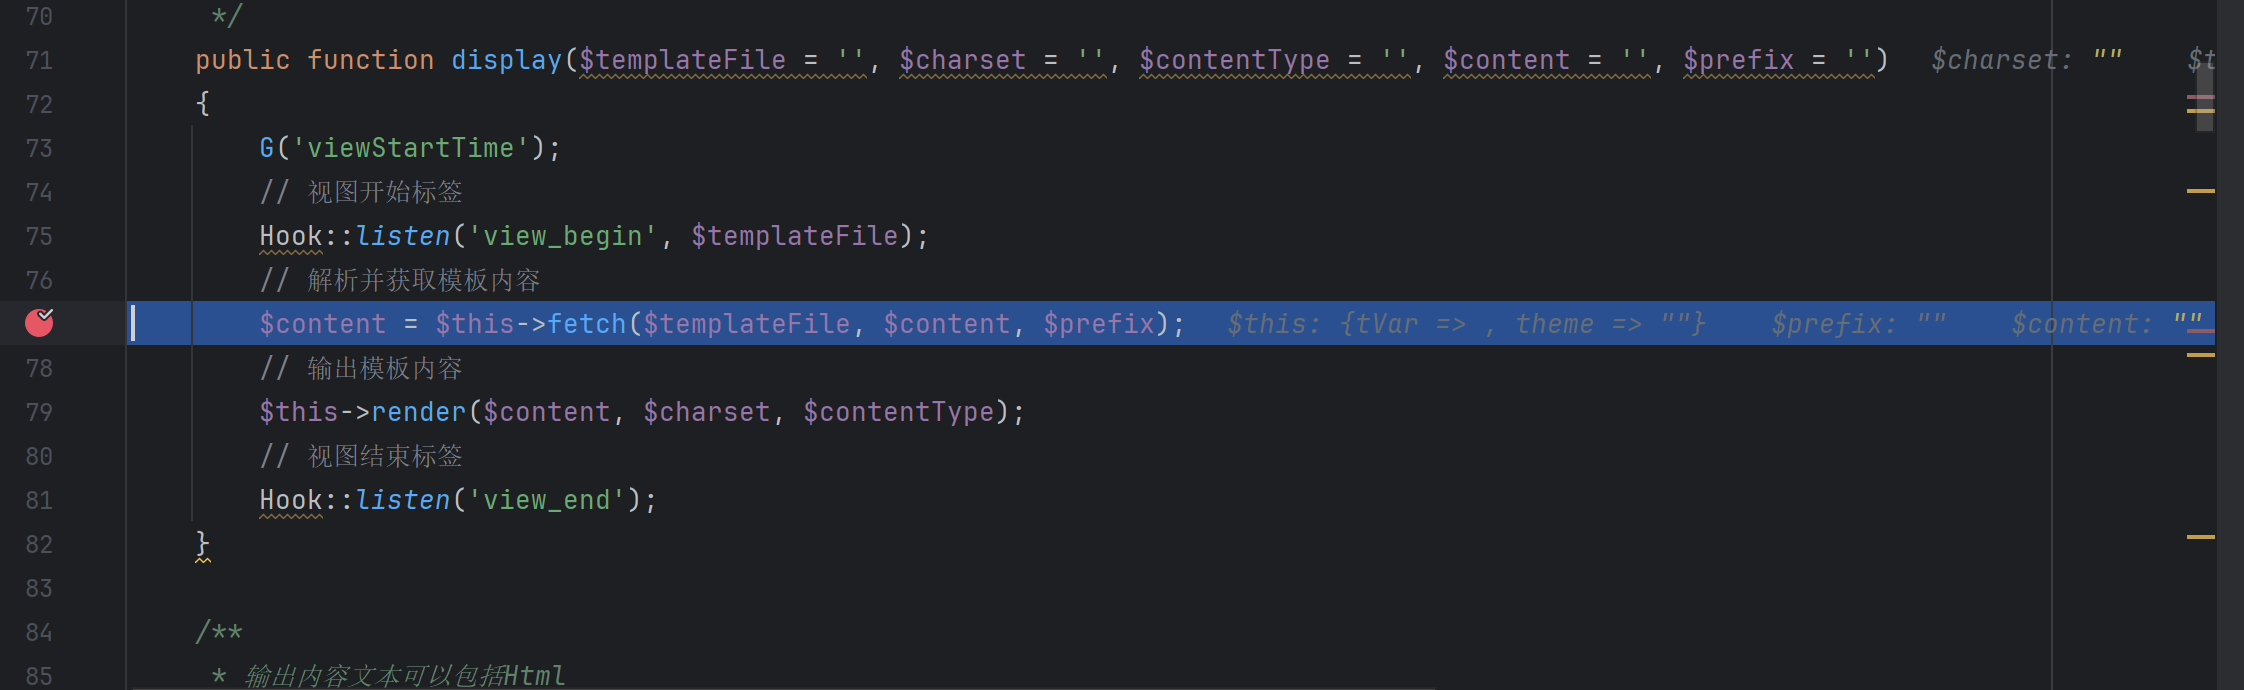 70 */
71 public function display($templateFile = '', $charset = '', $contentType = '', $content = '', $prefix = '') $charset: "" $t
72 {
73 G('viewStartTime');
74 // 视图开始标签
75 Hook::listen('view_begin', $templateFile);
76 // 解析并获取模板内容
$content = $this->fetch($templateFile, $content, $prefix); $this: {tVar => , theme => ""} $prefix: "" $content: ""
78 // 输出模板内容
79 $this->render($content, $charset, $contentType);
80 // 视图结束标签
81 Hook::listen('view_end');
82 }
83
84 /**
85 * 输出内容文本可以包括Html